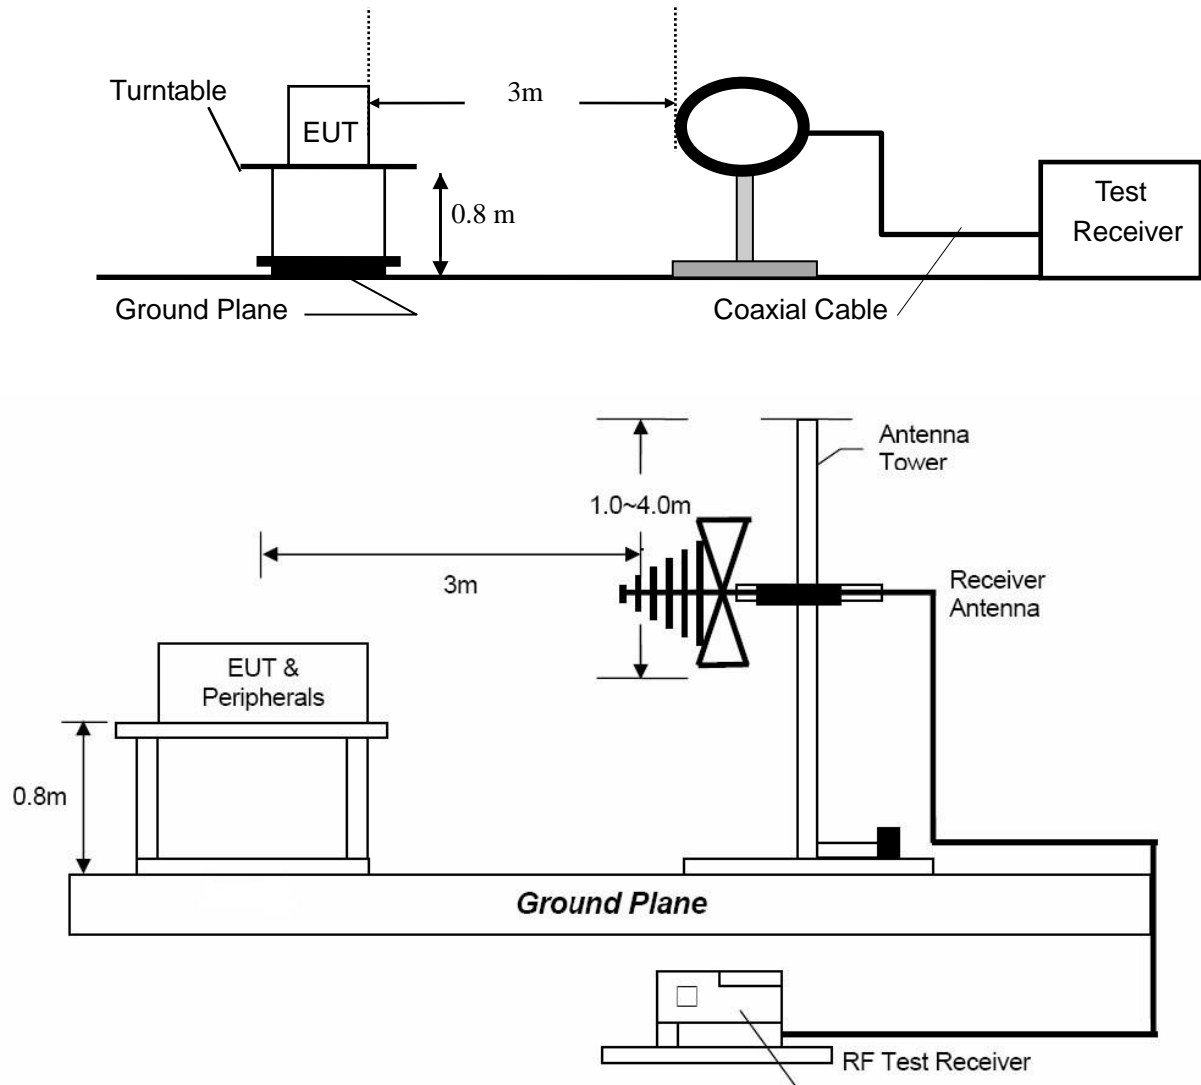 3m
Turntable
EUT
0.8 m
Test
Receiver
Ground Plane
Coaxial Cable
Antenna
Tower
1.0~4.0m
3m
Receiver
Antenna
EUT &
Peripherals
0.8m
Ground Plane
RF Test Receiver